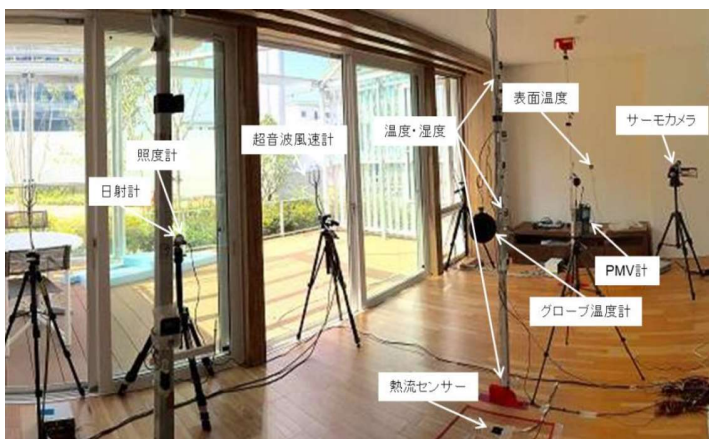 表面温度
サーモカメラ
温度・湿度
超音波風速計
照度計
日射計
PMV計
グローブ温度計
熱流センサー